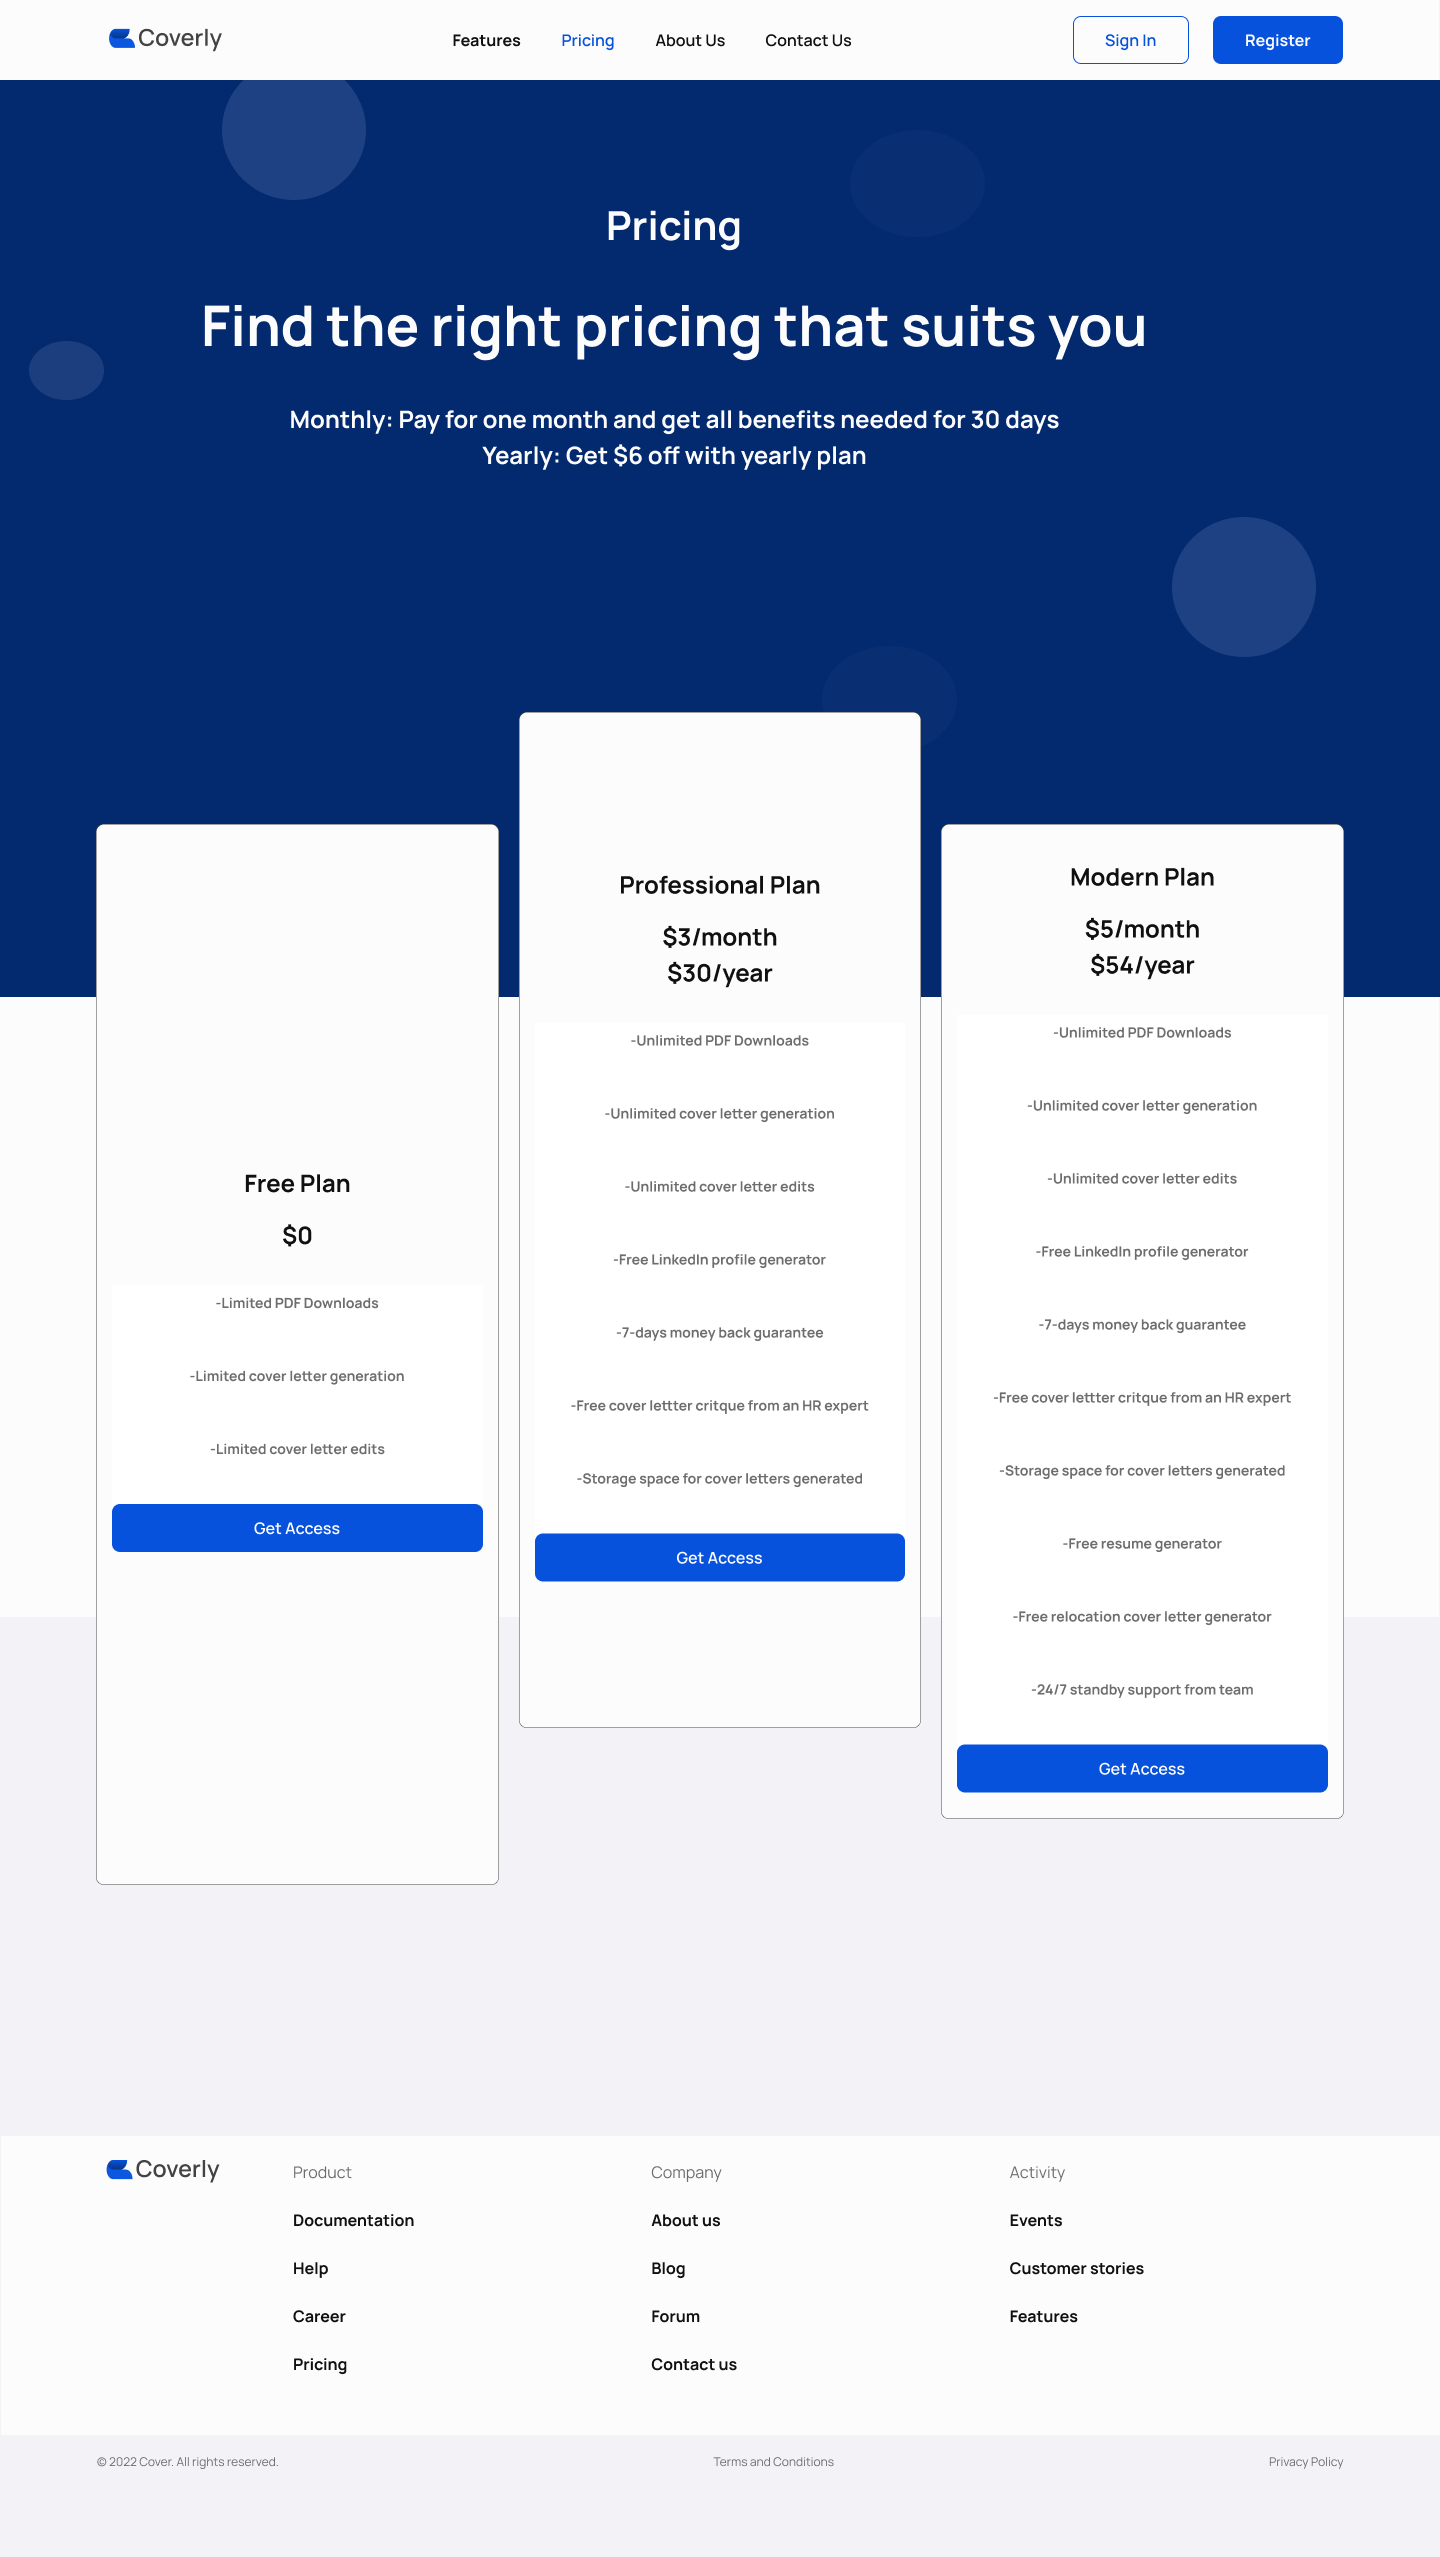 Coverly
Features
Pricing
About Us
Contact Us
Sign In
Register
Pricing
Find the right pricing that suits you
Monthly: Pay for one month and get all benefits needed for 30 days
Yearly: Get $6 off with yearly plan
Free Plan
$0
-Limited PDF Downloads
-Limited cover letter generation
-Limited cover letter edits
Get Access
Professional Plan
$3/month
$30/year
-Unlimited PDF Downloads
-Unlimited cover letter generation
-Unlimited cover letter edits
-Free LinkedIn profile generator
-7-days money back guarantee
-Free cover lettter critque from an HR expert
-Storage space for cover letters generated
Get Access
Modern Plan
$5/month
$54/year
-Unlimited PDF Downloads
-Unlimited cover letter generation
-Unlimited cover letter edits
-Free LinkedIn profile generator
-7-days money back guarantee
-Free cover lettter critque from an HR expert
-Storage space for cover letters generated
-Free resume generator
-Free relocation cover letter generator
-24/7 standby support from team
Get Access
Coverly
Product
Documentation
Help
Career
Pricing
Company
About us
Blog
Forum
Contact us
Activity
Events
Customer stories
Features
© 2022 Cover. All rights reserved.
Terms and Conditions
Privacy Policy